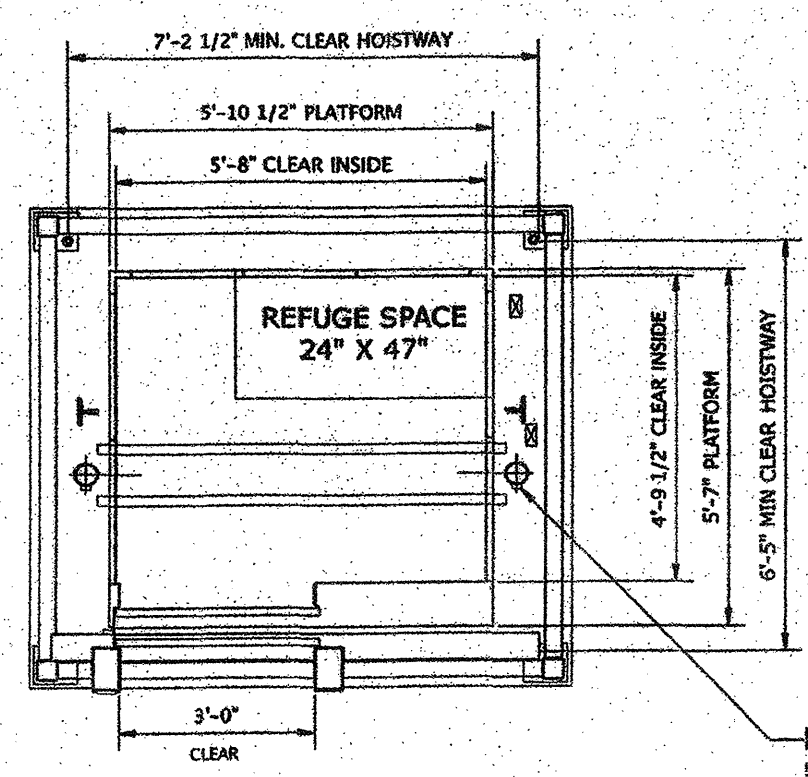 7'-2 1/2" MIN. CLEAR HOISTWAY
5'-10 1/2" PLATFORM
5'-8" CLEAR INSIDE
REFUGE SPACE
24" X 47"
4'-9 1/2" CLEAR INSIDE
5'-7" PLATFORM
6'-5" MIN CLEAR HOISTWAY
3'-0"
CLEAR